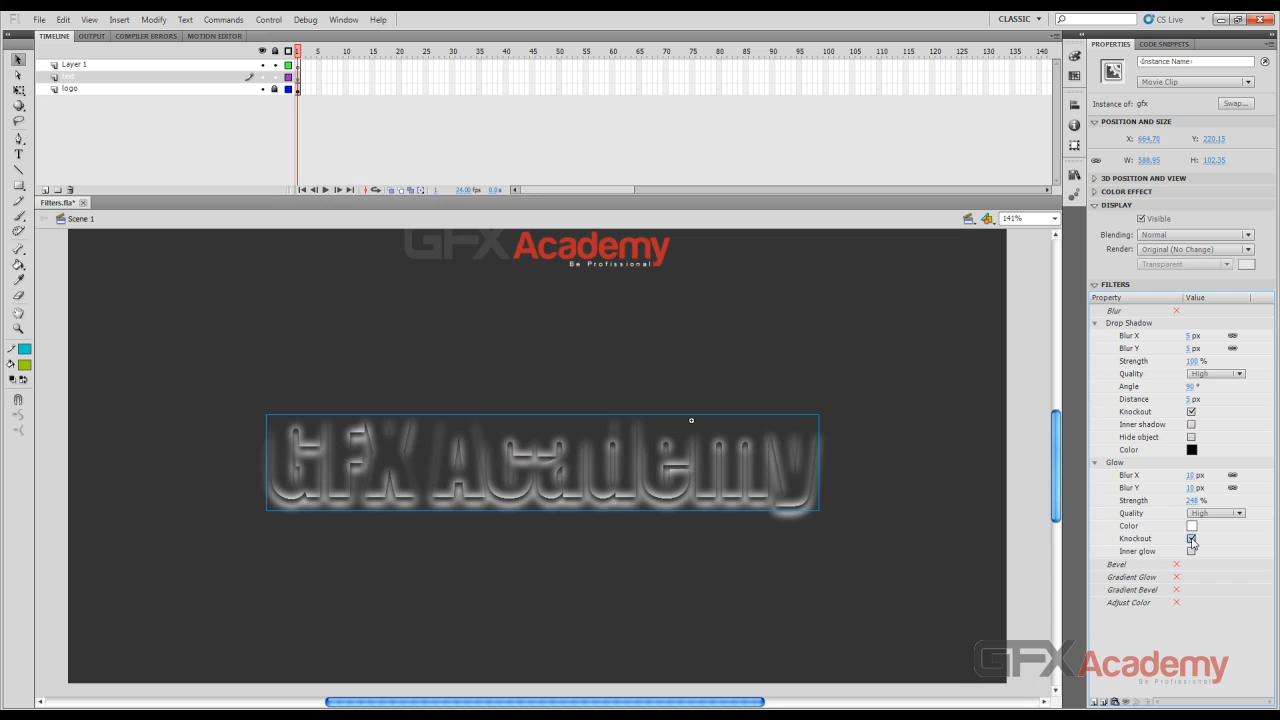 Fl File Edit View Insert Modify Text Commands Control Debug Window Help CLASSIC CS Live
TIMELINE OUTPUT COMPILER ERRORS MOTION EDITOR
1 5 10 15 20 25 30 35 40 45 50 55 60 65 70 75 80 85 90 95 100 105 110 115 120 125 130 135 140
Layer 1
text
logo
1 24.00 fps 0.0 s
Filters.fla*
Scene 1
141%
GFX Academy
Be Profissional
GFX Academy
PROPERTIES CODE SNIPPETS
<Instance Name>
Movie Clip
Instance of: gfx Swap...
POSITION AND SIZE
X: 664.70 Y: 220.15
W: 588.95 H: 102.35
3D POSITION AND VIEW
COLOR EFFECT
DISPLAY
Visible
Blending: Normal
Render: Original (No Change)
Transparent
FILTERS
Property Value
Blur
Drop Shadow
Blur X 5 px
Blur Y 5 px
Strength 100 %
Quality High
Angle 90 °
Distance 5 px
Knockout
Inner shadow
Hide object
Color
Glow
Blur X 10 px
Blur Y 10 px
Strength 248 %
Quality High
Color
Knockout
Inner glow
Bevel
Gradient Glow
Gradient Bevel
Adjust Color
GFX Academy
Be Profissional